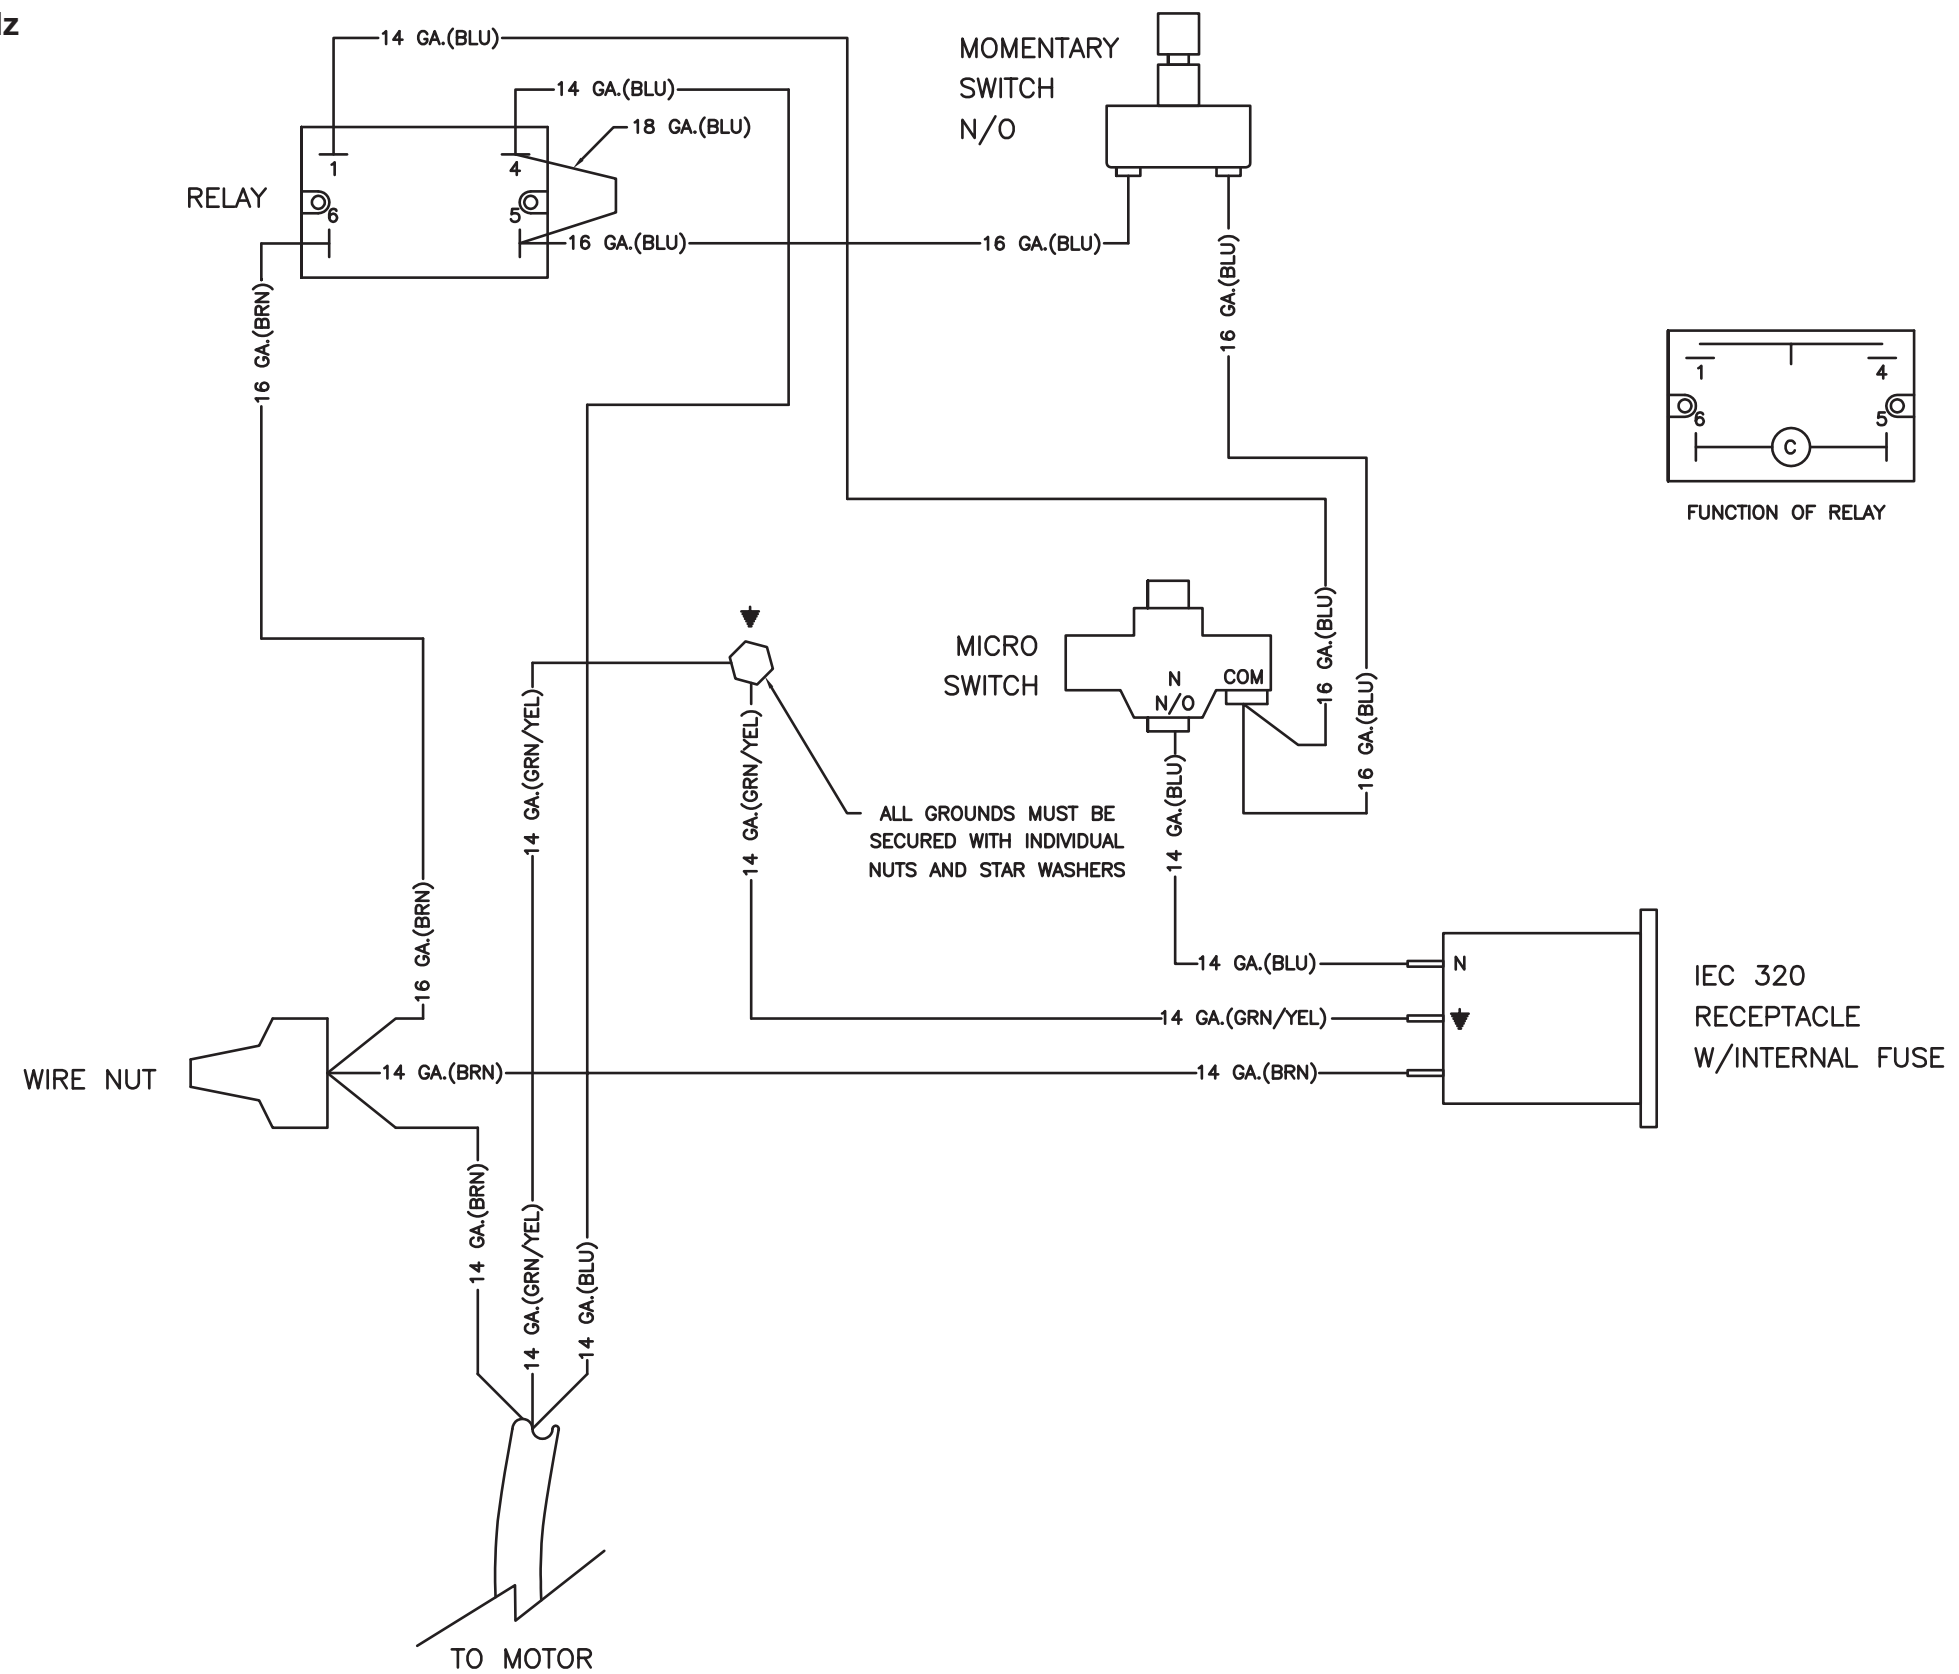 14 GA.(BLU)
14 GA.(BLU)
18 GA.(BLU)
MOMENTARY
SWITCH
N/O
RELAY
1
4
6
5
16 GA.(BLU)
16 GA.(BLU)
16 GA.(BLU)
16 GA.(BRN)
1
4
6
5
C
FUNCTION OF RELAY
MICRO
SWITCH
N
N/O
COM
16 GA.(BLU)
16 GA.(BLU)
14 GA.(GRN/YEL)
14 GA.(GRN/YEL)
14 GA.(BLU)
ALL GROUNDS MUST BE
SECURED WITH INDIVIDUAL
NUTS AND STAR WASHERS
16 GA.(BRN)
14 GA.(BLU)
N
14 GA.(GRN/YEL)
IEC 320
RECEPTACLE
W/INTERNAL FUSE
WIRE NUT
14 GA.(BRN)
14 GA.(BRN)
14 GA.(BRN)
14 GA.(GRN/YEL)
14 GA.(BLU)
TO MOTOR